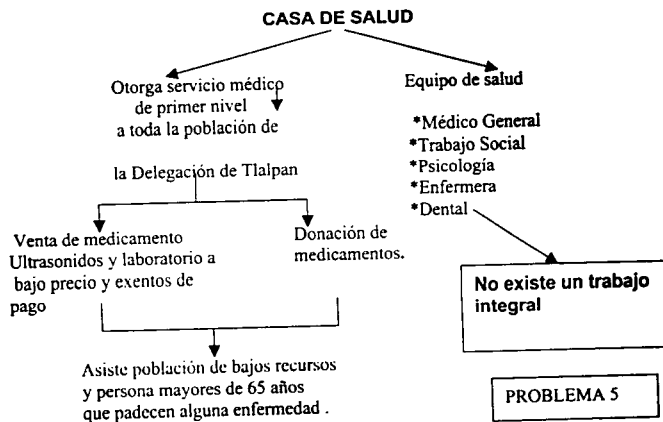 CASA DE SALUD
Otorga servicio médico
de primer nivel
a toda la población de
la Delegación de Tlalpan
Venta de medicamento
Ultrasonidos y laboratorio a
bajo precio y exentos de
pago
Donación de
medicamentos.
Asiste población de bajos recursos
y persona mayores de 65 años
que padecen alguna enfermedad .
Equipo de salud
*Médico General
*Trabajo Social
*Psicología
*Enfermera
*Dental
No existe un trabajo
integral
PROBLEMA 5